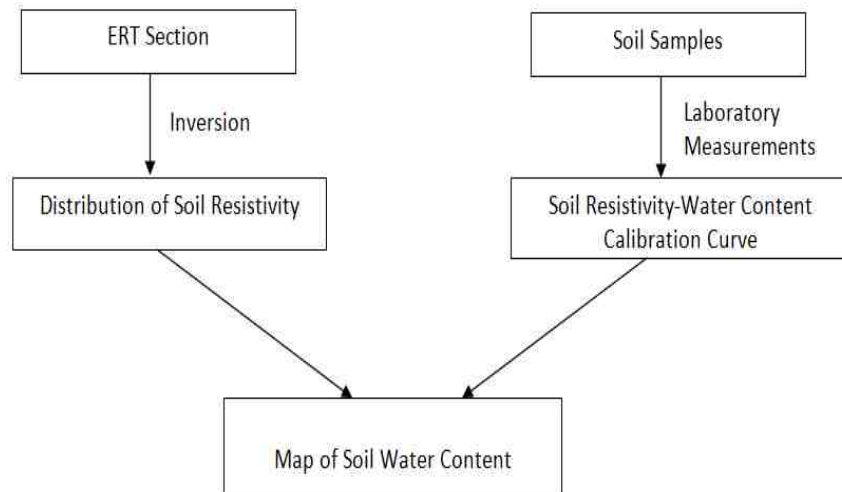 ERT Section
Soil Samples
Inversion
Laboratory
Measurements
Distribution of Soil Resistivity
Soil Resistivity-Water Content
Calibration Curve
Map of Soil Water Content